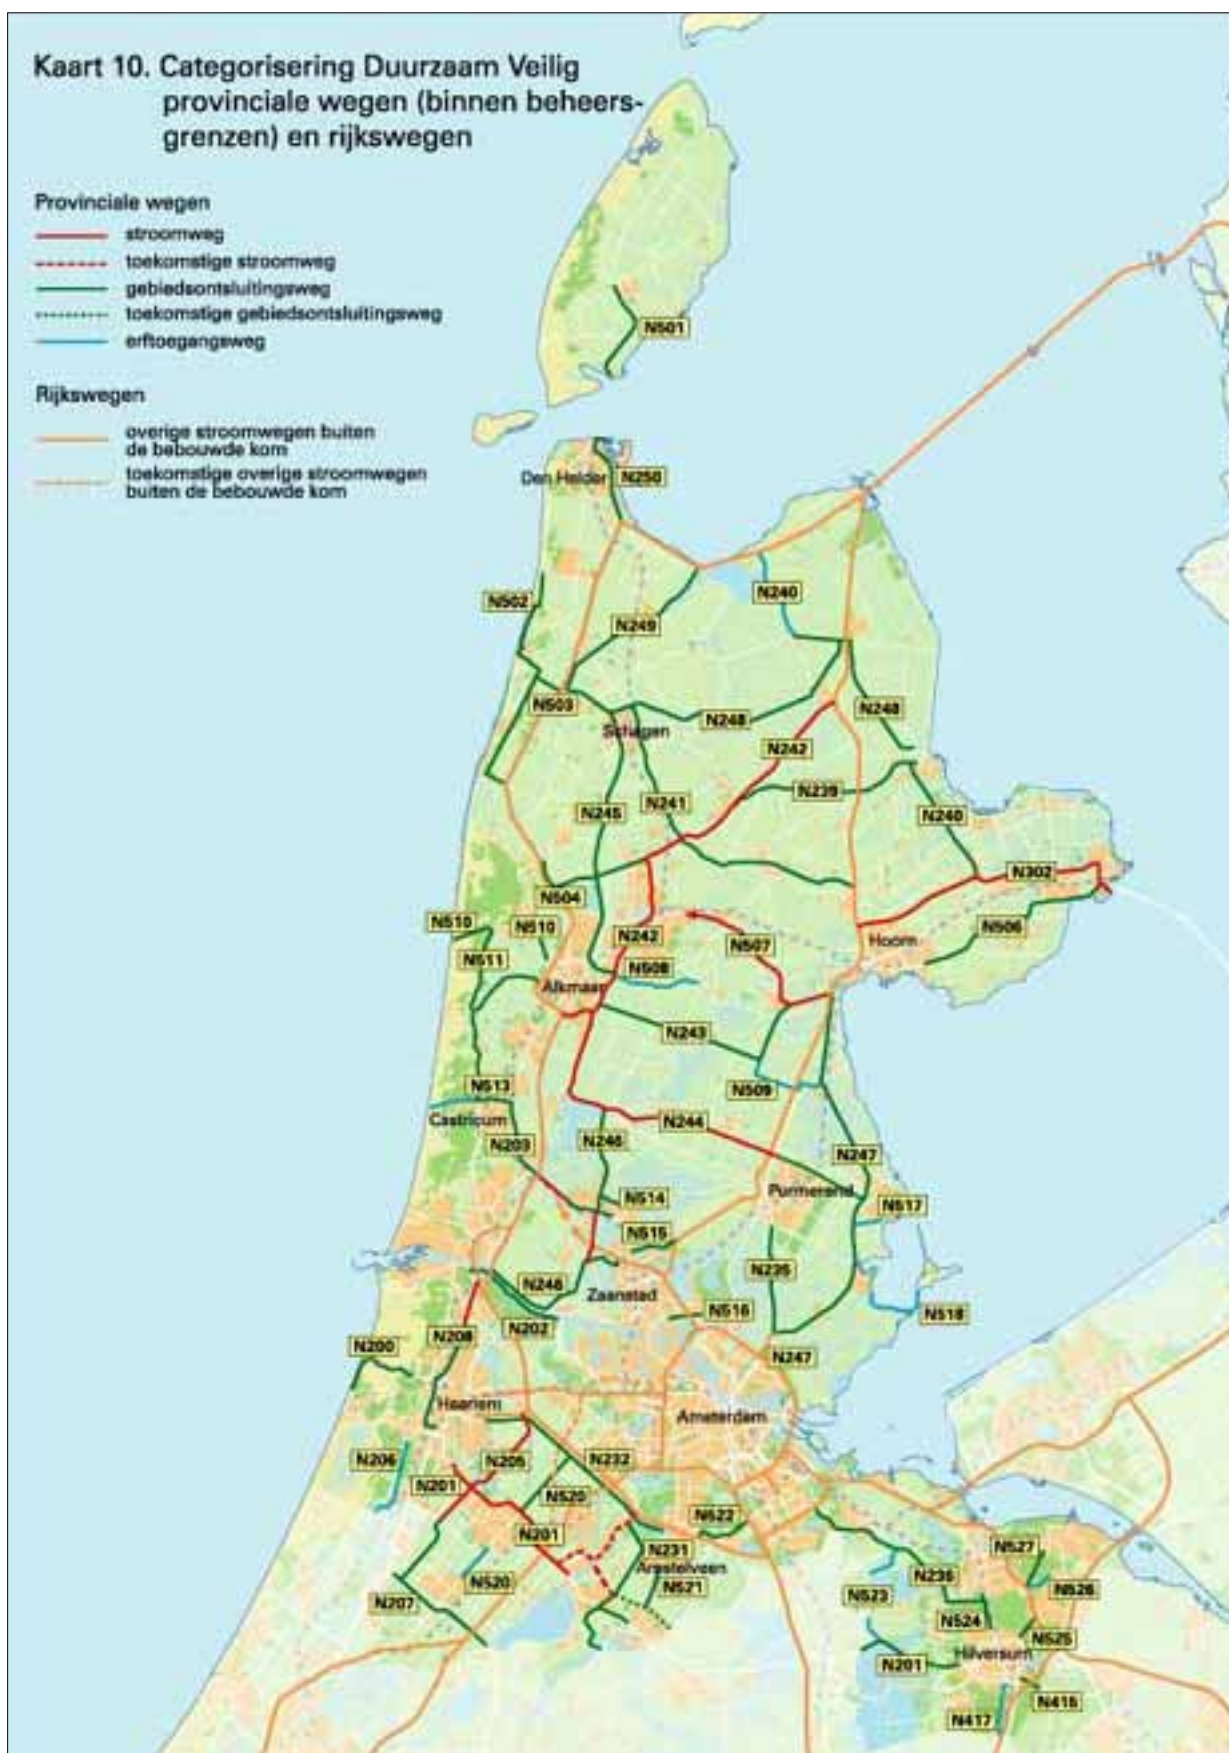 Kaart 10. Categorisering Duurzaam Veilig
provinciale wegen (binnen beheers-
grenzen) en rijkswegen
Provinciale wegen
stroomweg
toekomstige stroomweg
gebiedsontsluitingsweg
toekomstige gebiedsontsluitingsweg
erftoegangsweg
Rijkswegen
overige stroomwegen buiten
de bebouwde kom
toekomstige overige stroomwegen
buiten de bebouwde kom
N501
Den Helder
N250
N240
N502
N249
N503
N248
N248
Schagen
N242
N239
N245
N241
N240
N302
N504
N510
N510
N506
N242
N507
Hoorn
N511
N508
Alkmaar
N243
N513
N509
Castricum
N244
N203
N246
N247
Purmerend
N514
N517
N515
N235
N246
Zaanstad
N516
N518
N202
N208
N200
N247
Haarlem
Amsterdam
N206
N205
N232
N201
N520
N522
N201
N231
N527
Amstelveen
N236
N526
N520
N521
N523
N207
N524
N525
Hilversum
N201
N415
N417